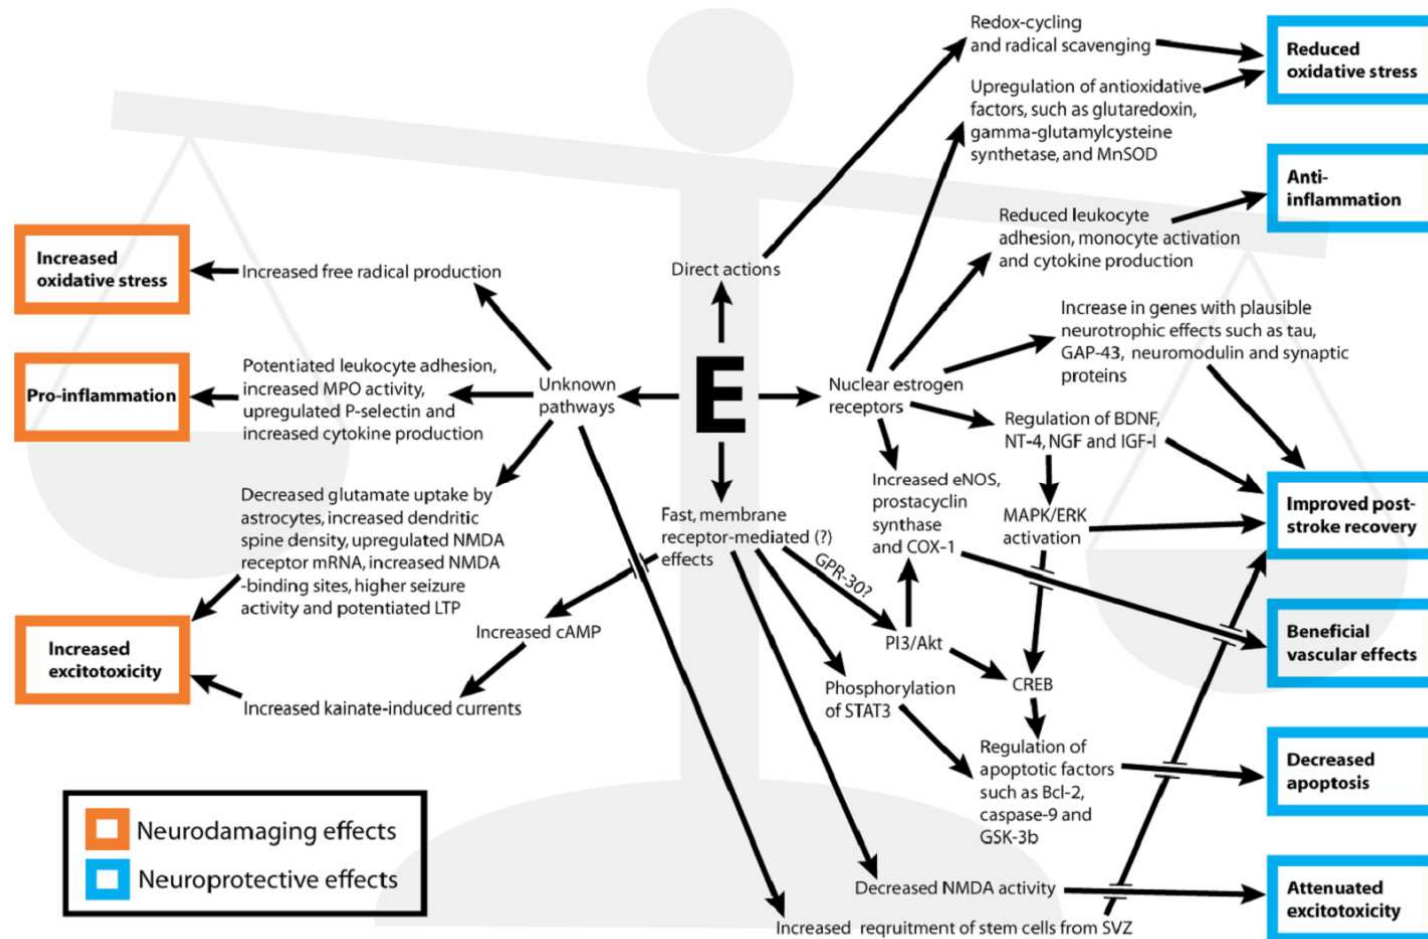 Redox-cycling
and radical scavenging
Reduced
oxidative stress
Upregulation of antioxidative
factors, such as glutaredoxin,
gamma-glutamylcysteine
synthetase, and MnSOD
Anti-
inflammation
Reduced leukocyte
adhesion, monocyte activation
and cytokine production
Increased
oxidative stress
Increased free radical production
Direct actions
Increase in genes with plausible
neurotrophic effects such as tau,
GAP-43, neuromodulin and synaptic
proteins
Pro-inflammation
Potentiated leukocyte adhesion,
increased MPO activity,
upregulated P-selectin and
increased cytokine production
Unknown
pathways
E
Nuclear estrogen
receptors
Regulation of BDNF,
NT-4, NGF and IGF-I
Decreased glutamate uptake by
astrocytes, increased dendritic
spine density, upregulated NMDA
receptor mRNA, increased NMDA
-binding sites, higher seizure
activity and potentiated LTP
Fast, membrane
receptor-mediated (?)
effects
Increased eNOS,
prostacyclin
synthase
and COX-1
MAPK/ERK
activation
Improved post-
stroke recovery
GPR-30?
Increased
excitotoxicity
Increased cAMP
PI3/Akt
Beneficial
vascular effects
Increased kainate-induced currents
Phosphorylation
of STAT3
CREB
Regulation of
apoptotic factors
such as Bcl-2,
caspase-9 and
GSK-3b
Decreased
apoptosis
Neurodamaging effects
Neuroprotective effects
Decreased NMDA activity
Attenuated
excitotoxicity
Increased reqruitment of stem cells from SVZ